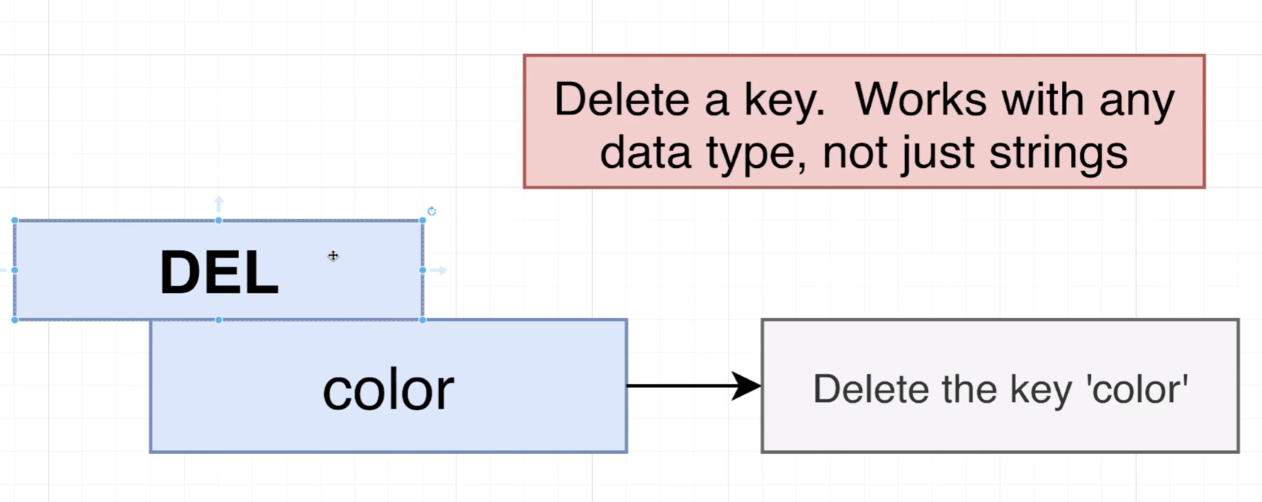 Delete a key.  Works with any
data type, not just strings
DEL
color
Delete the key 'color'